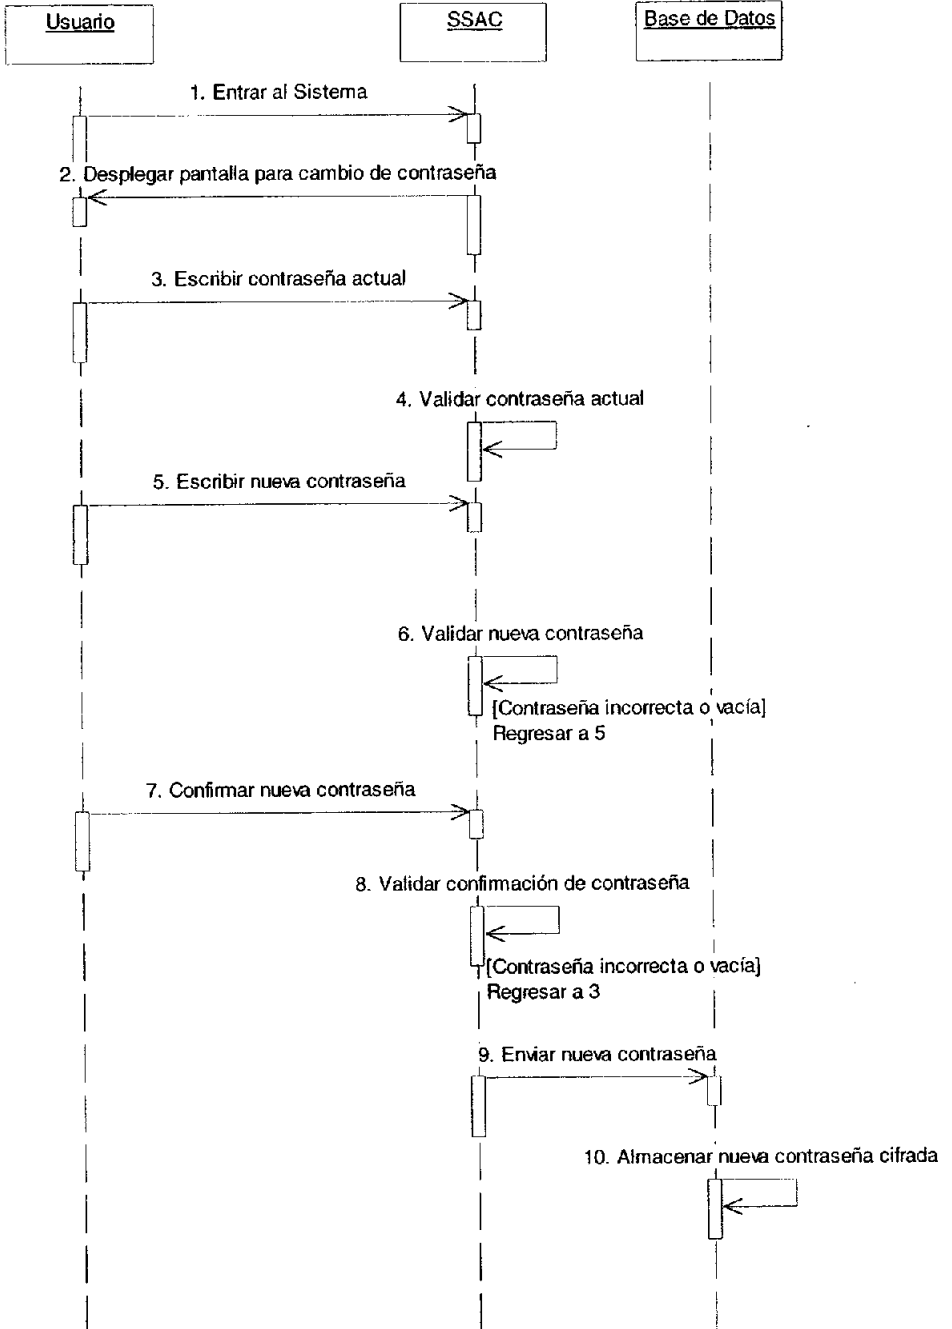 Usuario
SSAC
Base de Datos
1. Entrar al Sistema
2. Desplegar pantalla para cambio de contraseña
3. Escribir contraseña actual
4. Validar contraseña actual
5. Escribir nueva contraseña
6. Validar nueva contraseña
[Contraseña incorrecta o vacía]
Regresar a 5
7. Confirmar nueva contraseña
8. Validar confirmación de contraseña
[Contraseña incorrecta o vacía]
Regresar a 3
9. Enviar nueva contraseña
10. Almacenar nueva contraseña cifrada